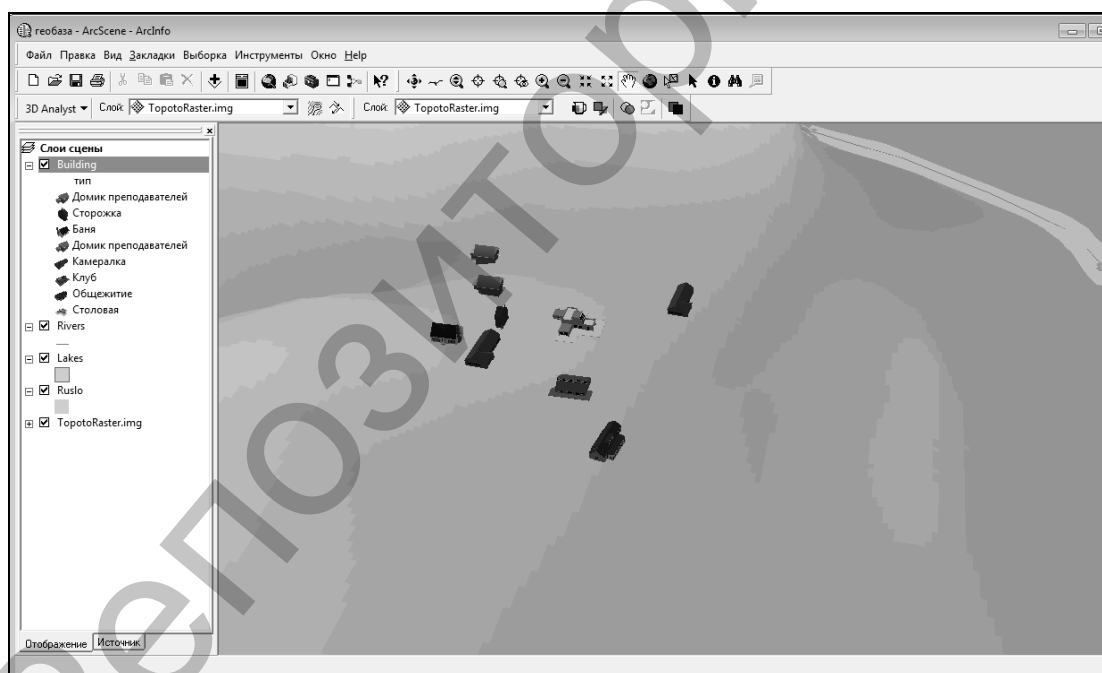 геобаза - ArcScene - ArcInfo
Файл Правка Вид Закладки Выборка Инструменты Окно Help
3D Analyst Слой: TopotoRaster.img Слой: TopotoRaster.img
Слои сцены
Building
тип
Домик преподавателей
Сторожка
Баня
Домик преподавателей
Камералка
Клуб
Общежитие
Столовая
Rivers
Lakes
Ruslo
TopotoRaster.img
Отображение Источник
репозитори